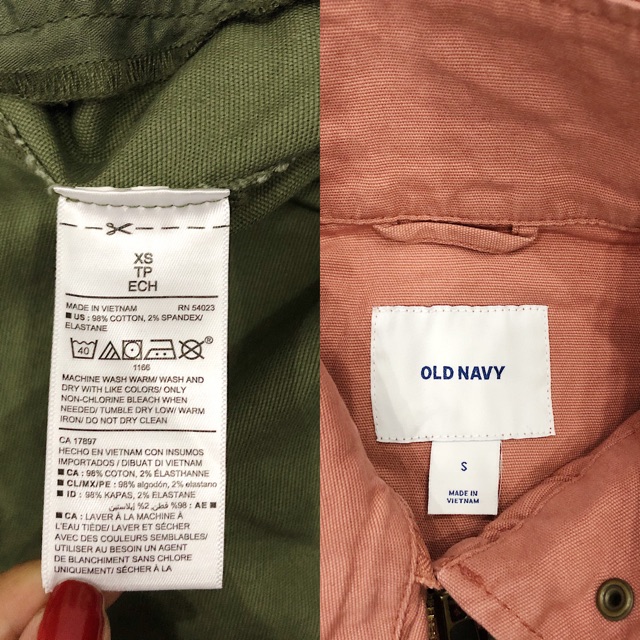 XS
TP
ECH
MADE IN VIETNAM RN 54023
■ US : 98% COTTON, 2% SPANDEX/
ELASTANE
40
1166
MACHINE WASH WARM/ WASH AND
DRY WITH LIKE COLORS/ ONLY
NON-CHLORINE BLEACH WHEN
NEEDED/ TUMBLE DRY LOW/ WARM
IRON/ DO NOT DRY CLEAN
CA 17897
HECHO EN VIETNAM CON INSUMOS
IMPORTADOS / DIBUAT DI VIETNAM
■ CA : 98% COTON, 2% ÉLASTHANNE
■ CL/MX/PE : 98% algodón, 2% elastano
■ ID : 98% KAPAS, 2% ELASTANE
■ AE : 98% قطن, 2% إيلاستين
■ CA : LAVER À LA MACHINE À
L'EAU TIÈDE/ LAVER ET SÉCHER
AVEC DES COULEURS SEMBLABLES/
UTILISER AU BESOIN UN AGENT
DE BLANCHIMENT SANS CHLORE
UNIQUEMENT/ SÉCHER À LA
OLD NAVY
S
MADE IN
VIETNAM